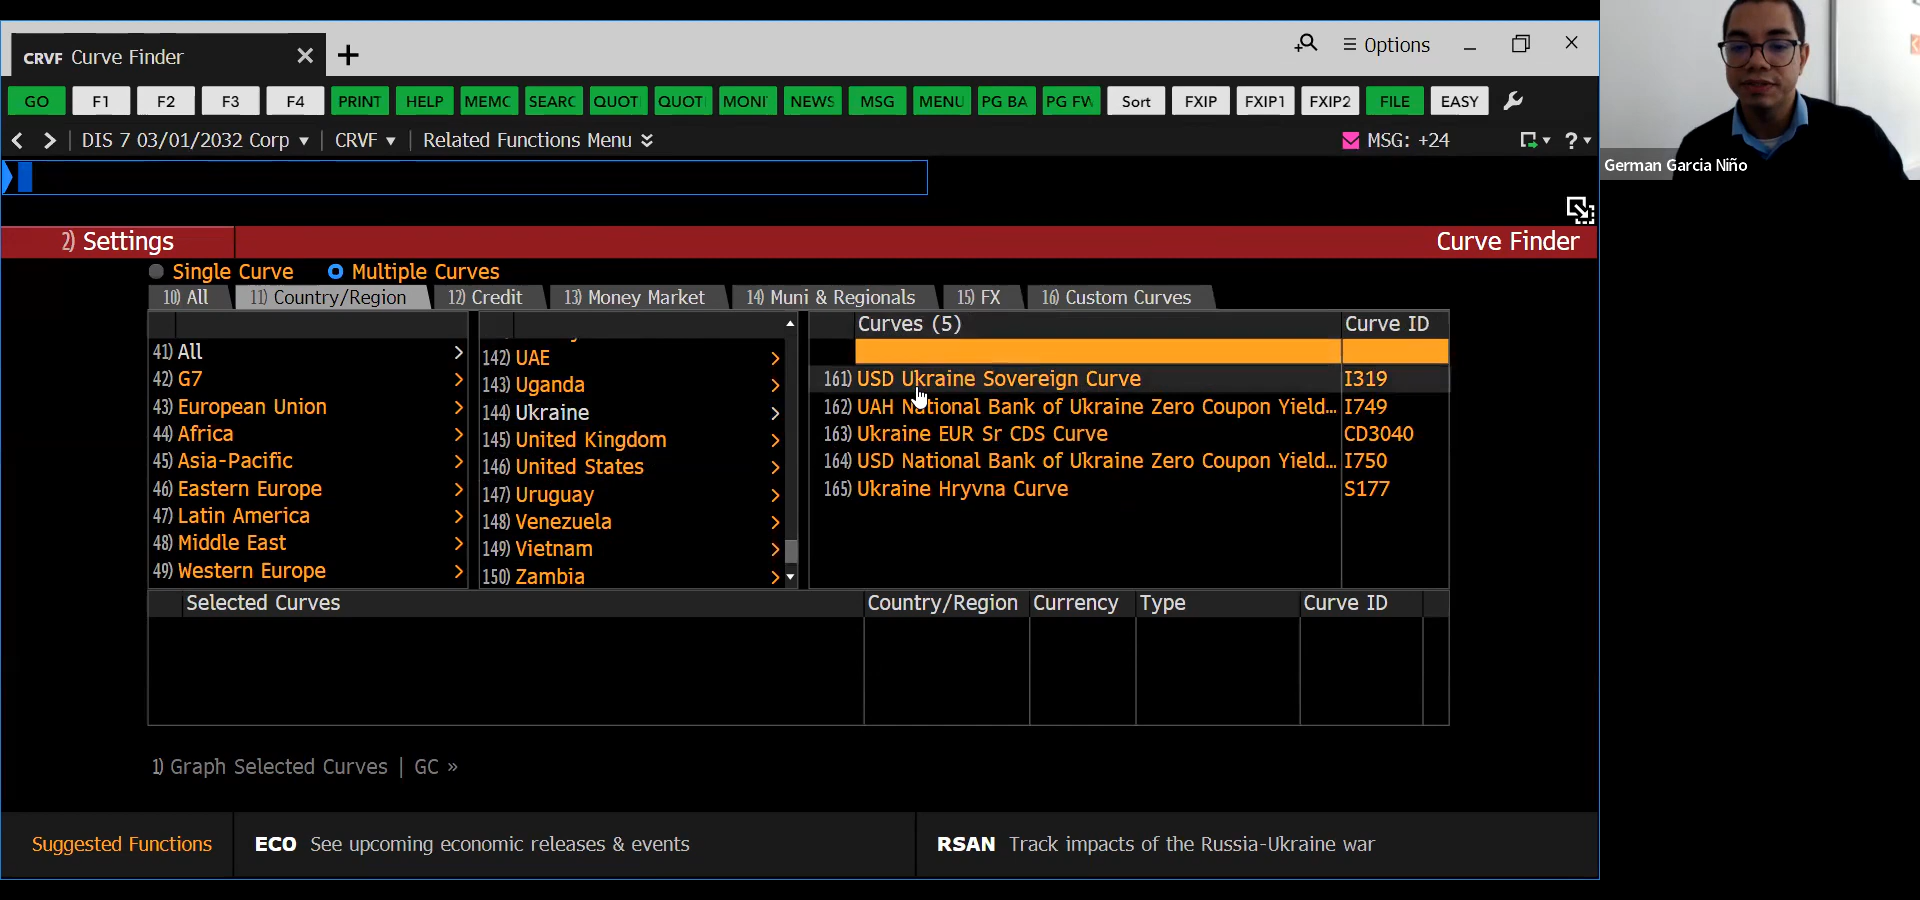 CRVF Curve Finder
Options
GO F1 F2 F3 F4 PRINT HELP MEMC SEARC QUOT QUOT MONI NEWS MSG MENU PG BA PG FW Sort FXIP FXIP1 FXIP2 FILE EASY
DIS 7 03/01/2032 Corp CRVF Related Functions Menu MSG: +24 ?
German Garcia Niño
2) Settings Curve Finder
Single Curve Multiple Curves
10) All 11) Country/Region 12) Credit 13) Money Market 14) Muni & Regionals 15) FX 16) Custom Curves
Curves (5) Curve ID
41) All
42) G7
43) European Union
44) Africa
45) Asia-Pacific
46) Eastern Europe
47) Latin America
48) Middle East
49) Western Europe
142) UAE
143) Uganda
144) Ukraine
145) United Kingdom
146) United States
147) Uruguay
148) Venezuela
149) Vietnam
150) Zambia
161) USD Ukraine Sovereign Curve I319
162) UAH National Bank of Ukraine Zero Coupon Yield... I749
163) Ukraine EUR Sr CDS Curve CD3040
164) USD National Bank of Ukraine Zero Coupon Yield... I750
165) Ukraine Hryvna Curve S177
Selected Curves Country/Region Currency Type Curve ID
1) Graph Selected Curves | GC »
Suggested Functions ECO See upcoming economic releases & events RSAN Track impacts of the Russia-Ukraine war